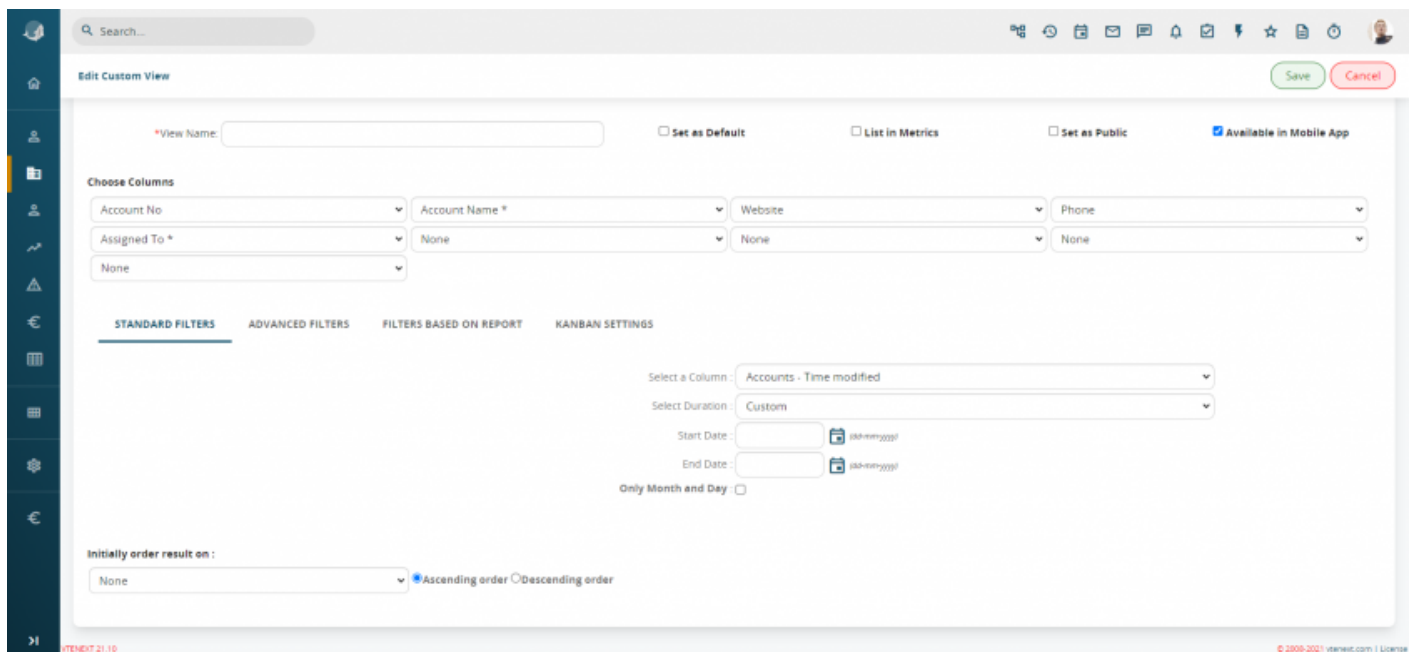 Search...
Edit Custom View
Save
Cancel
*View Name:
Set as Default
List in Metrics
Set as Public
Available in Mobile App
Choose Columns
Account No
Account Name *
Website
Phone
Assigned To *
None
None
None
None
STANDARD FILTERS
ADVANCED FILTERS
FILTERS BASED ON REPORT
KANBAN SETTINGS
Select a Column :
Accounts - Time modified
Select Duration :
Custom
Start Date :
(dd-mm-yyyy)
End Date :
(dd-mm-yyyy)
Only Month and Day
Initially order result on :
None
Ascending order
Descending order
VTENEXT 21.10
© 2008-2021 vtenext.com | License